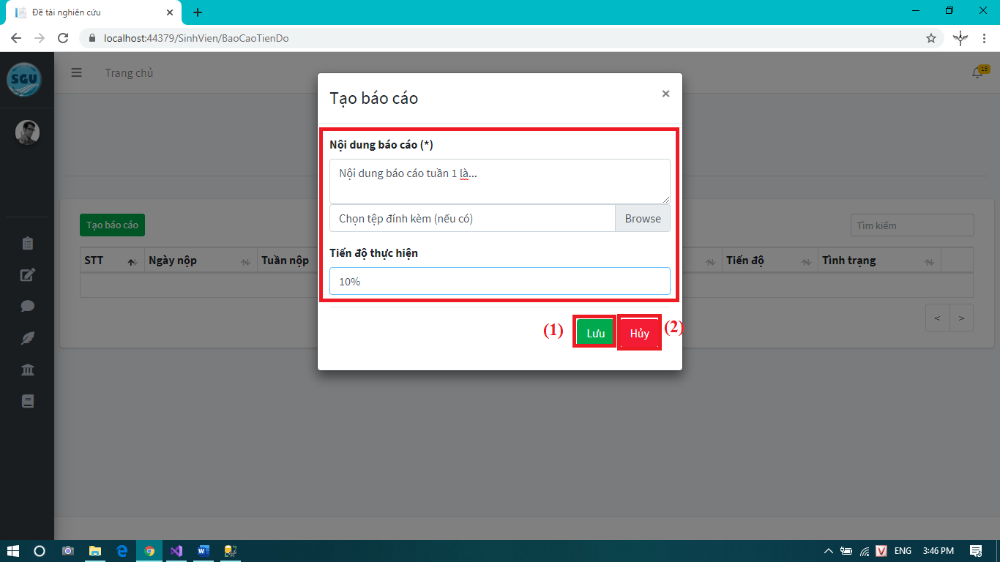 Đề tài nghiên cứu
localhost:44379/SinhVien/BaoCaoTienDo
SGU
Trang chủ
15
Tạo báo cáo
×
Nội dung báo cáo (*)
Nội dung báo cáo tuần 1 là...
Chọn tệp đính kèm (nếu có)
Browse
Tiến độ thực hiện
10%
(1)
Lưu
Hủy
(2)
Tạo báo cáo
Tìm kiếm
STT
Ngày nộp
Tuần nộp
Tiến độ
Tình trạng
<
>
ENG
3:46 PM